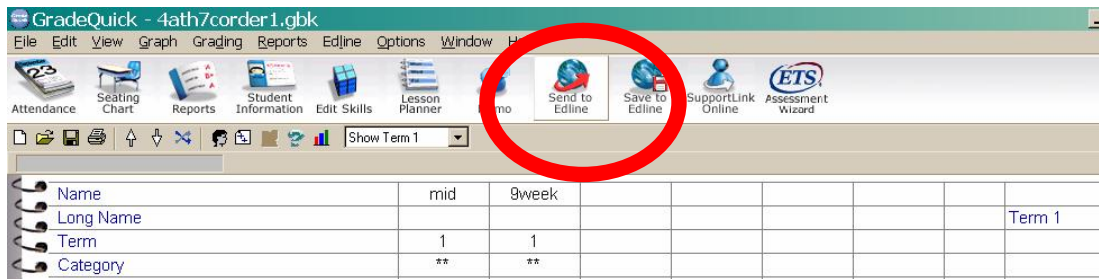 GradeQuick - 4ath7corder1.gbk
File Edit View Graph Grading Reports Edline Options Window
Attendance Seating Chart Reports Student Information Edit Skills Lesson Planner Send to Edline Save to Edline SupportLink Online ETS Assessment Wizard
Show Term 1
Name mid 9week
Long Name Term 1
Term 1 1
Category ** **